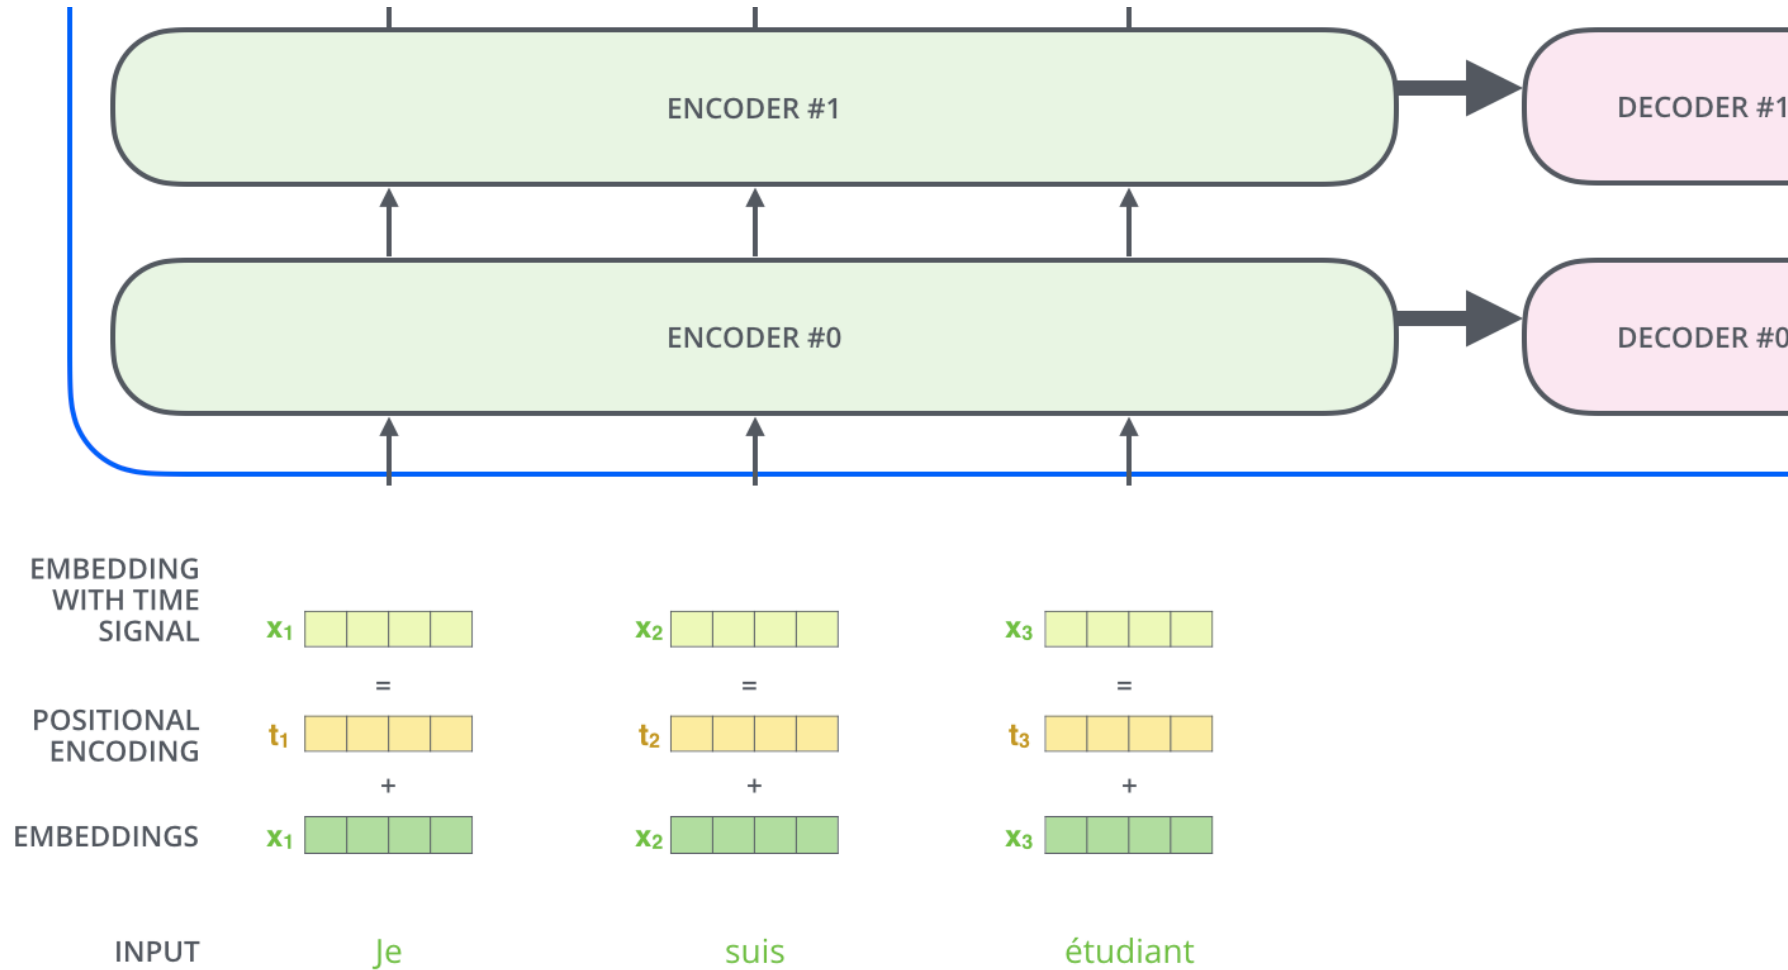 ENCODER #1
DECODER #1
ENCODER #0
DECODER #0
EMBEDDING
WITH TIME
SIGNAL
x₁ x₂ x₃
= = =
POSITIONAL
ENCODING
t₁ t₂ t₃
+ + +
EMBEDDINGS x₁ x₂ x₃
INPUT Je suis étudiant